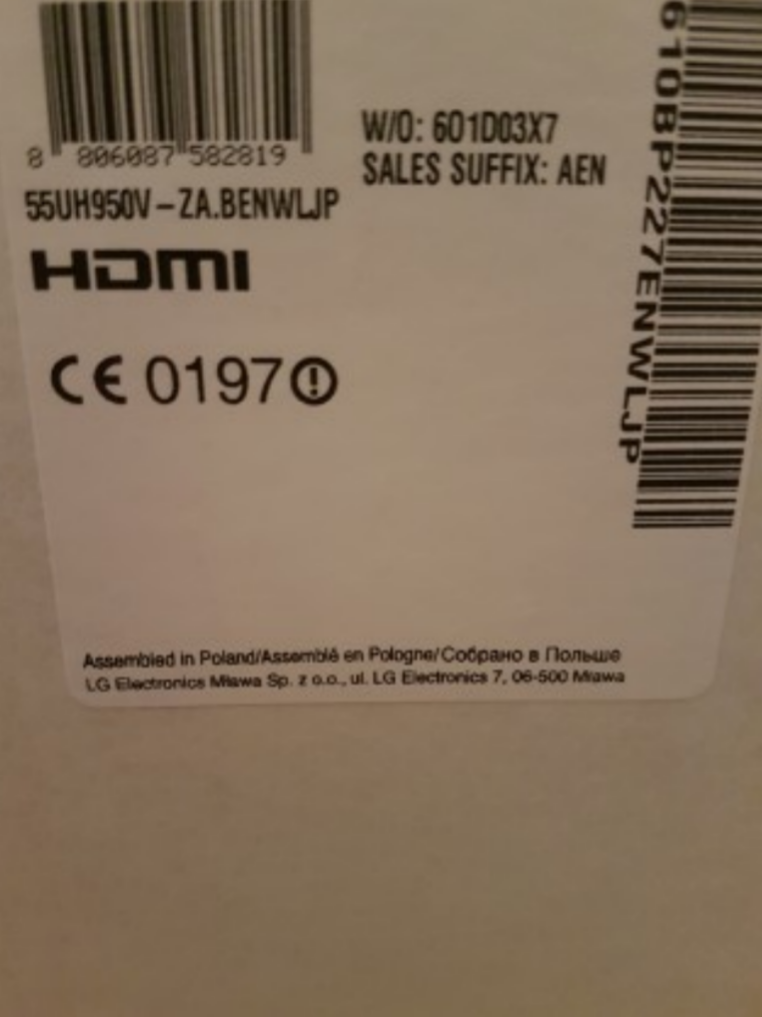 8 806087 582819
W/O: 601D03X7
SALES SUFFIX: AEN
55UH950V-ZA.BENWLJP
HDMI
CE 0197
610BP227ENWLJP
Assembled in Poland/Assemblé en Pologne/Собрано в Польше
LG Electronics Mława Sp. z o.o., ul. LG Electronics 7, 06-500 Mława